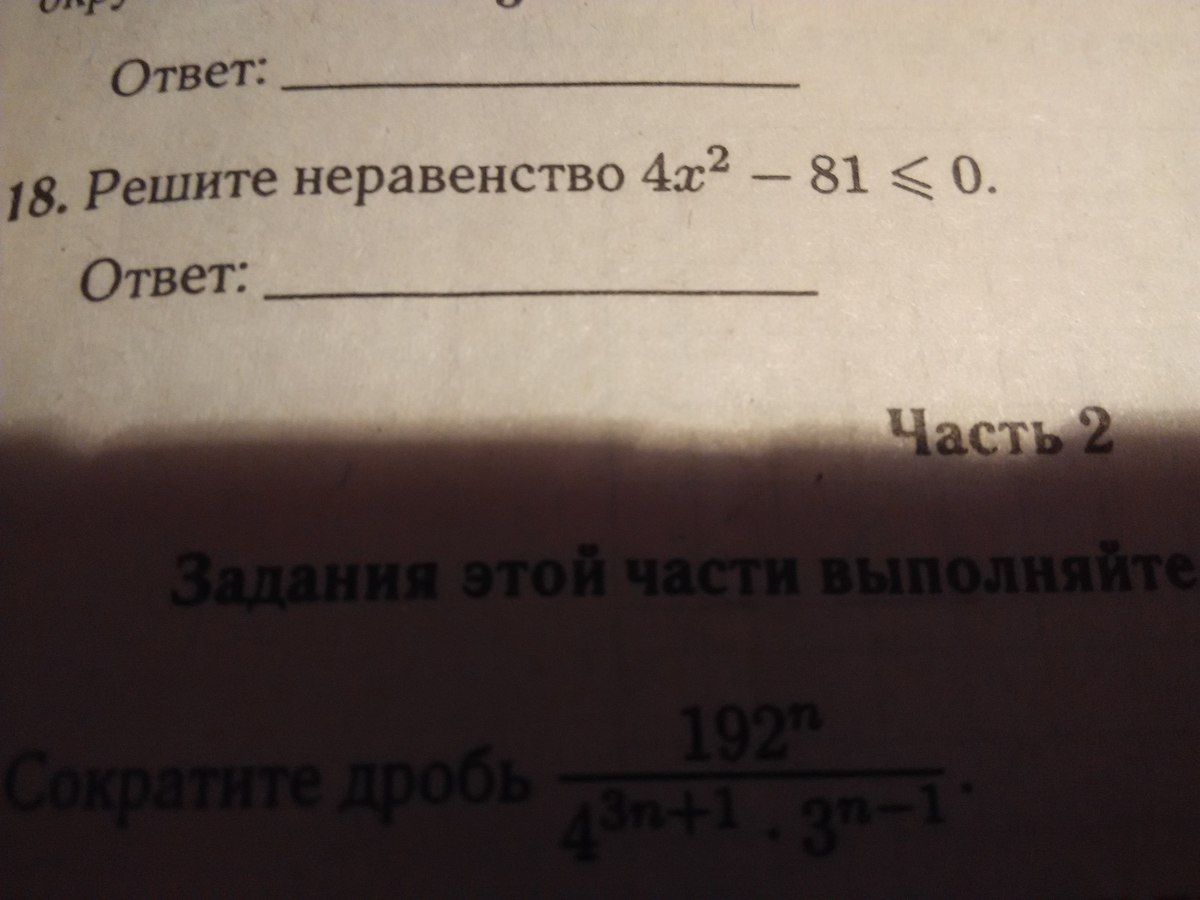 Ответ:
18. Решите неравенство 4x² − 81 ⩽ 0.
Ответ:
Часть 2
Задания этой части выполняйте
Сократите дробь 192ⁿ / 4³ⁿ⁺¹ · 3ⁿ⁻¹.